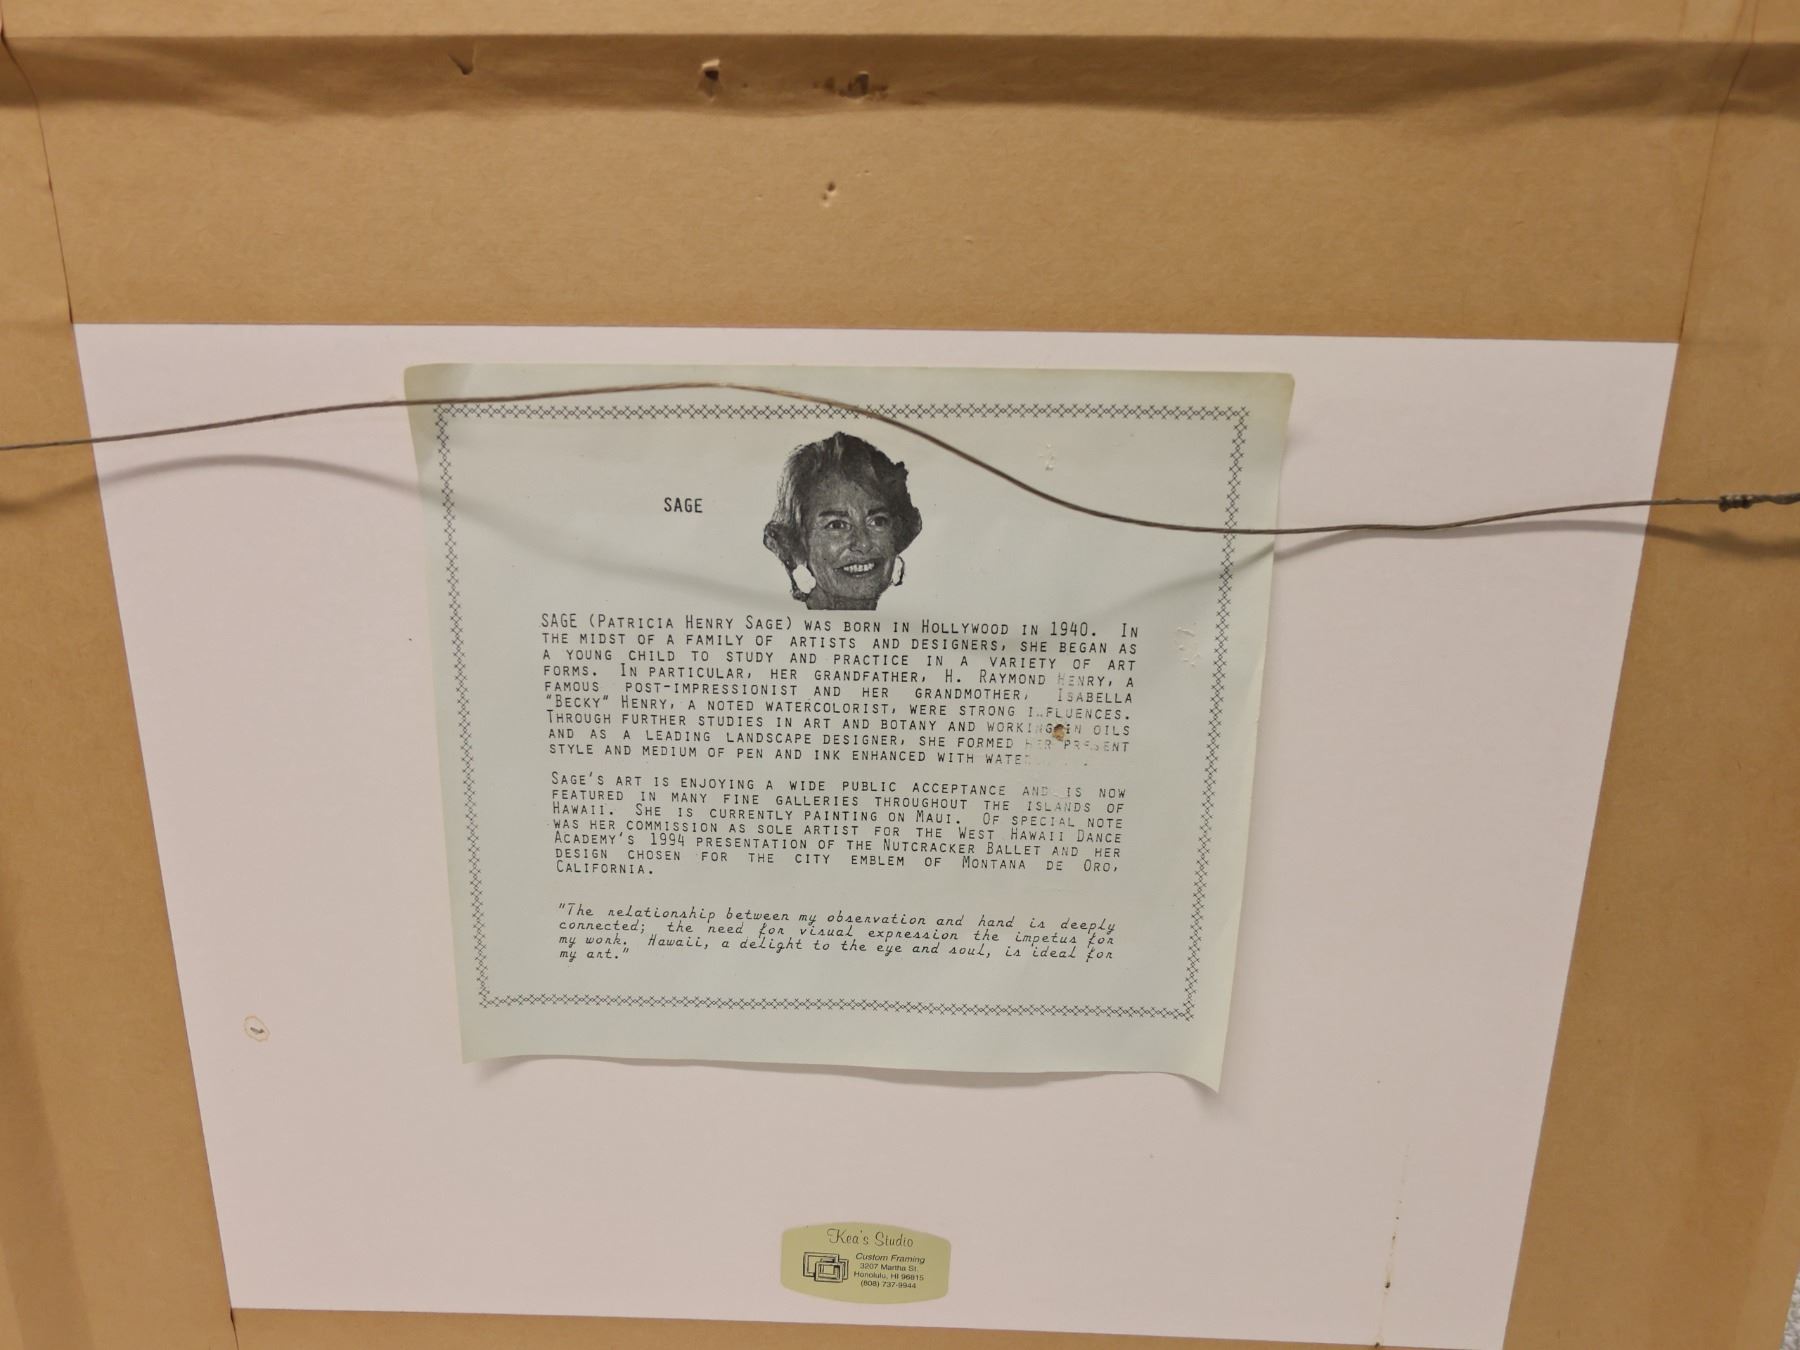 SAGE
SAGE (PATRICIA HENRY SAGE) WAS BORN IN HOLLYWOOD IN 1940. IN
THE MIDST OF A FAMILY OF ARTISTS AND DESIGNERS, SHE BEGAN AS
A YOUNG CHILD TO STUDY AND PRACTICE IN A VARIETY OF ART
FORMS. IN PARTICULAR, HER GRANDFATHER, H. RAYMOND HENRY, A
FAMOUS POST-IMPRESSIONIST AND HER GRANDMOTHER, ISABELLA
"BECKY" HENRY, A NOTED WATERCOLORIST, WERE STRONG INFLUENCES.
THROUGH FURTHER STUDIES IN ART AND BOTANY AND WORKING IN OILS
AND AS A LEADING LANDSCAPE DESIGNER, SHE FORMED HER PRESENT
STYLE AND MEDIUM OF PEN AND INK ENHANCED WITH
SAGE'S ART IS ENJOYING A WIDE PUBLIC ACCEPTANCE AND IS NOW
FEATURED IN MANY FINE GALLERIES THROUGHOUT THE ISLANDS OF
HAWAII. SHE IS CURRENTLY PAINTING ON MAUI. OF SPECIAL NOTE
WAS HER COMMISSION AS SOLE ARTIST FOR THE WEST HAWAII DANCE
ACADEMY'S 1994 PRESENTATION OF THE NUTCRACKER BALLET AND HER
DESIGN CHOSEN FOR THE CITY EMBLEM OF MONTANA DE ORO,
CALIFORNIA.
"The relationship between my observation and hand is deeply
connected; the need for visual expression the impetus for
my work. Hawaii, a delight to the eye and soul, is ideal for
my art."
Kea's Studio
Custom Framing
3207 Martha St.
Honolulu, HI 96815
(808) 737-9944